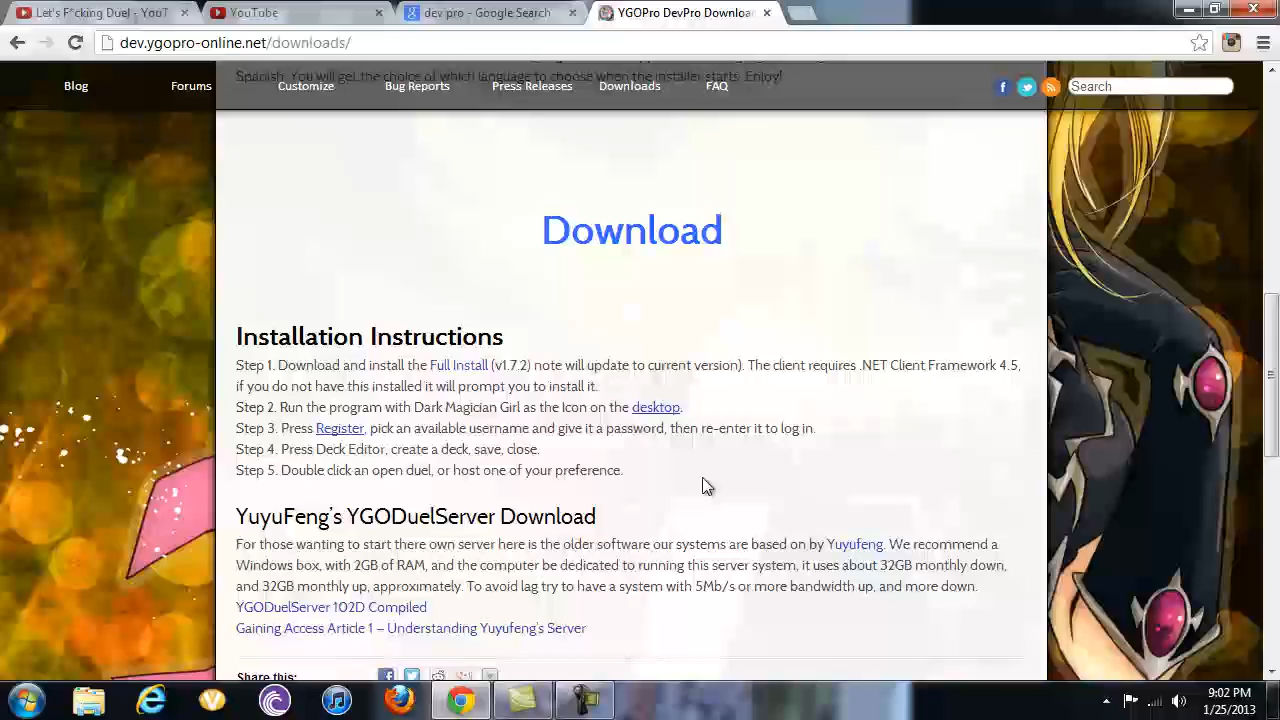 Let's F*cking Duel - YouT
YouTube
dev pro - Google Search
YGOPro DevPro Download
dev.ygopro-online.net/downloads/
Spanish. You will get the choice of which language to choose when the installer starts. Enjoy!
Blog
Forums
Customize
Bug Reports
Press Releases
Downloads
FAQ
Search
Download
Installation Instructions
Step 1. Download and install the Full Install (v1.7.2) note will update to current version). The client requires .NET Client Framework 4.5,
if you do not have this installed it will prompt you to install it.
Step 2. Run the program with Dark Magician Girl as the Icon on the desktop.
Step 3. Press Register, pick an available username and give it a password, then re-enter it to log in.
Step 4. Press Deck Editor, create a deck, save, close.
Step 5. Double click an open duel, or host one of your preference.
YuyuFeng's YGODuelServer Download
For those wanting to start there own server here is the older software our systems are based on by Yuyufeng. We recommend a
Windows box, with 2GB of RAM, and the computer be dedicated to running this server system, it uses about 32GB monthly down,
and 32GB monthly up, approximately. To avoid lag try to have a system with 5Mb/s or more bandwidth up, and more down.
YGODuelServer 102D Compiled
Gaining Access Article 1 – Understanding Yuyufeng's Server
Share this:
9:02 PM
1/25/2013